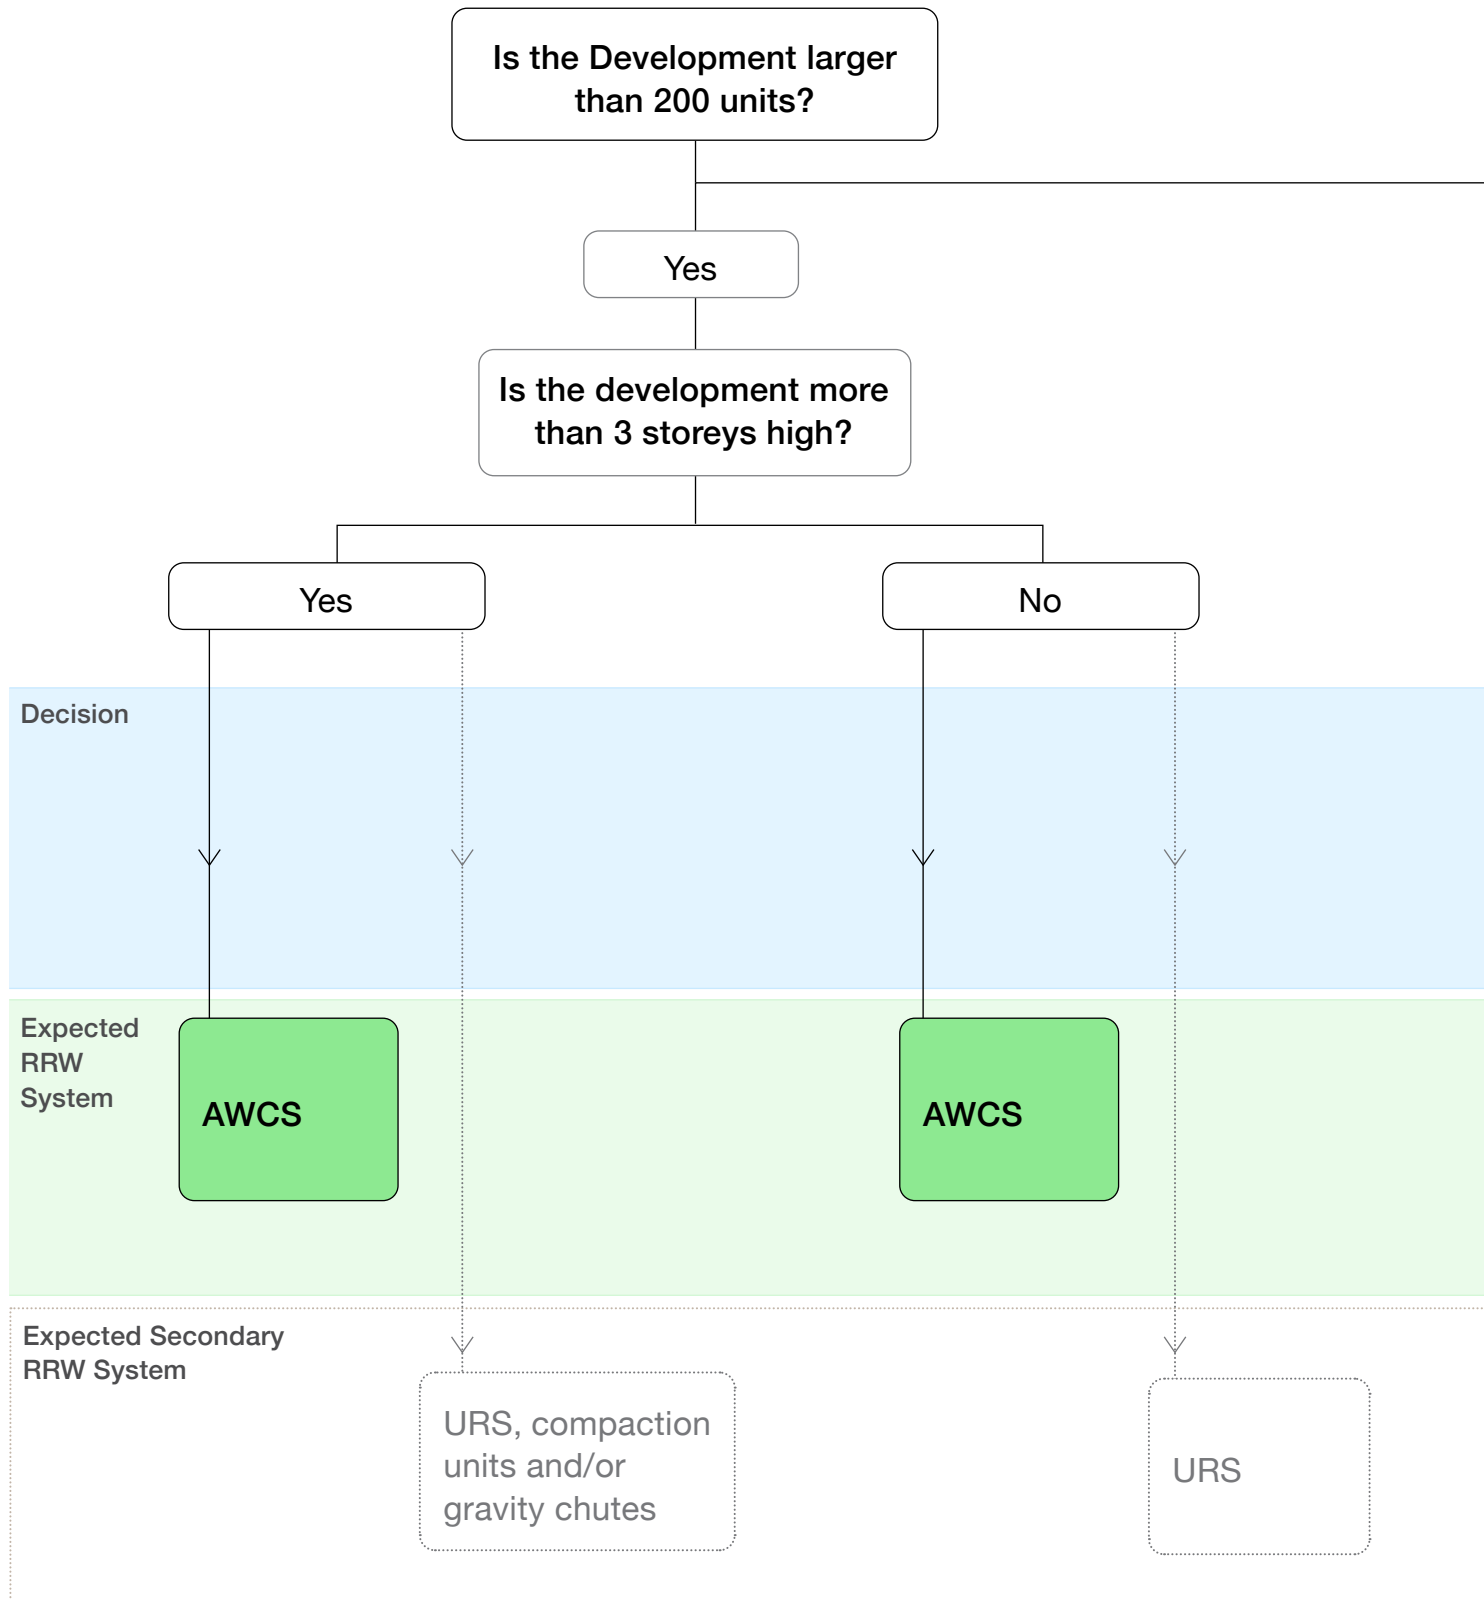 Is the Development larger
than 200 units?
Yes
Is the development more
than 3 storeys high?
Yes
No
Decision
Expected
RRW
System
AWCS
AWCS
Expected Secondary
RRW System
URS, compaction
units and/or
gravity chutes
URS